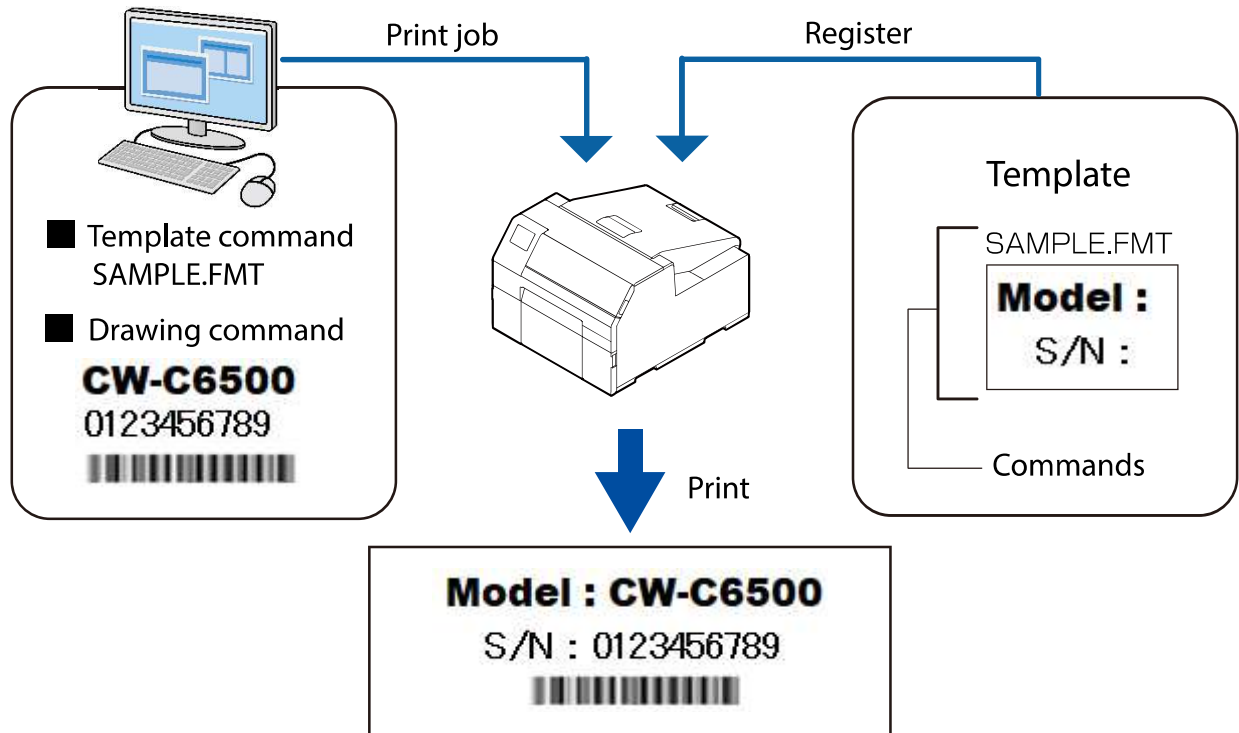 Print job
Register
Template command
SAMPLE.FMT
Drawing command
CW-C6500
0123456789
Template
SAMPLE.FMT
Model :
S/N :
Commands
Print
Model : CW-C6500
S/N : 0123456789